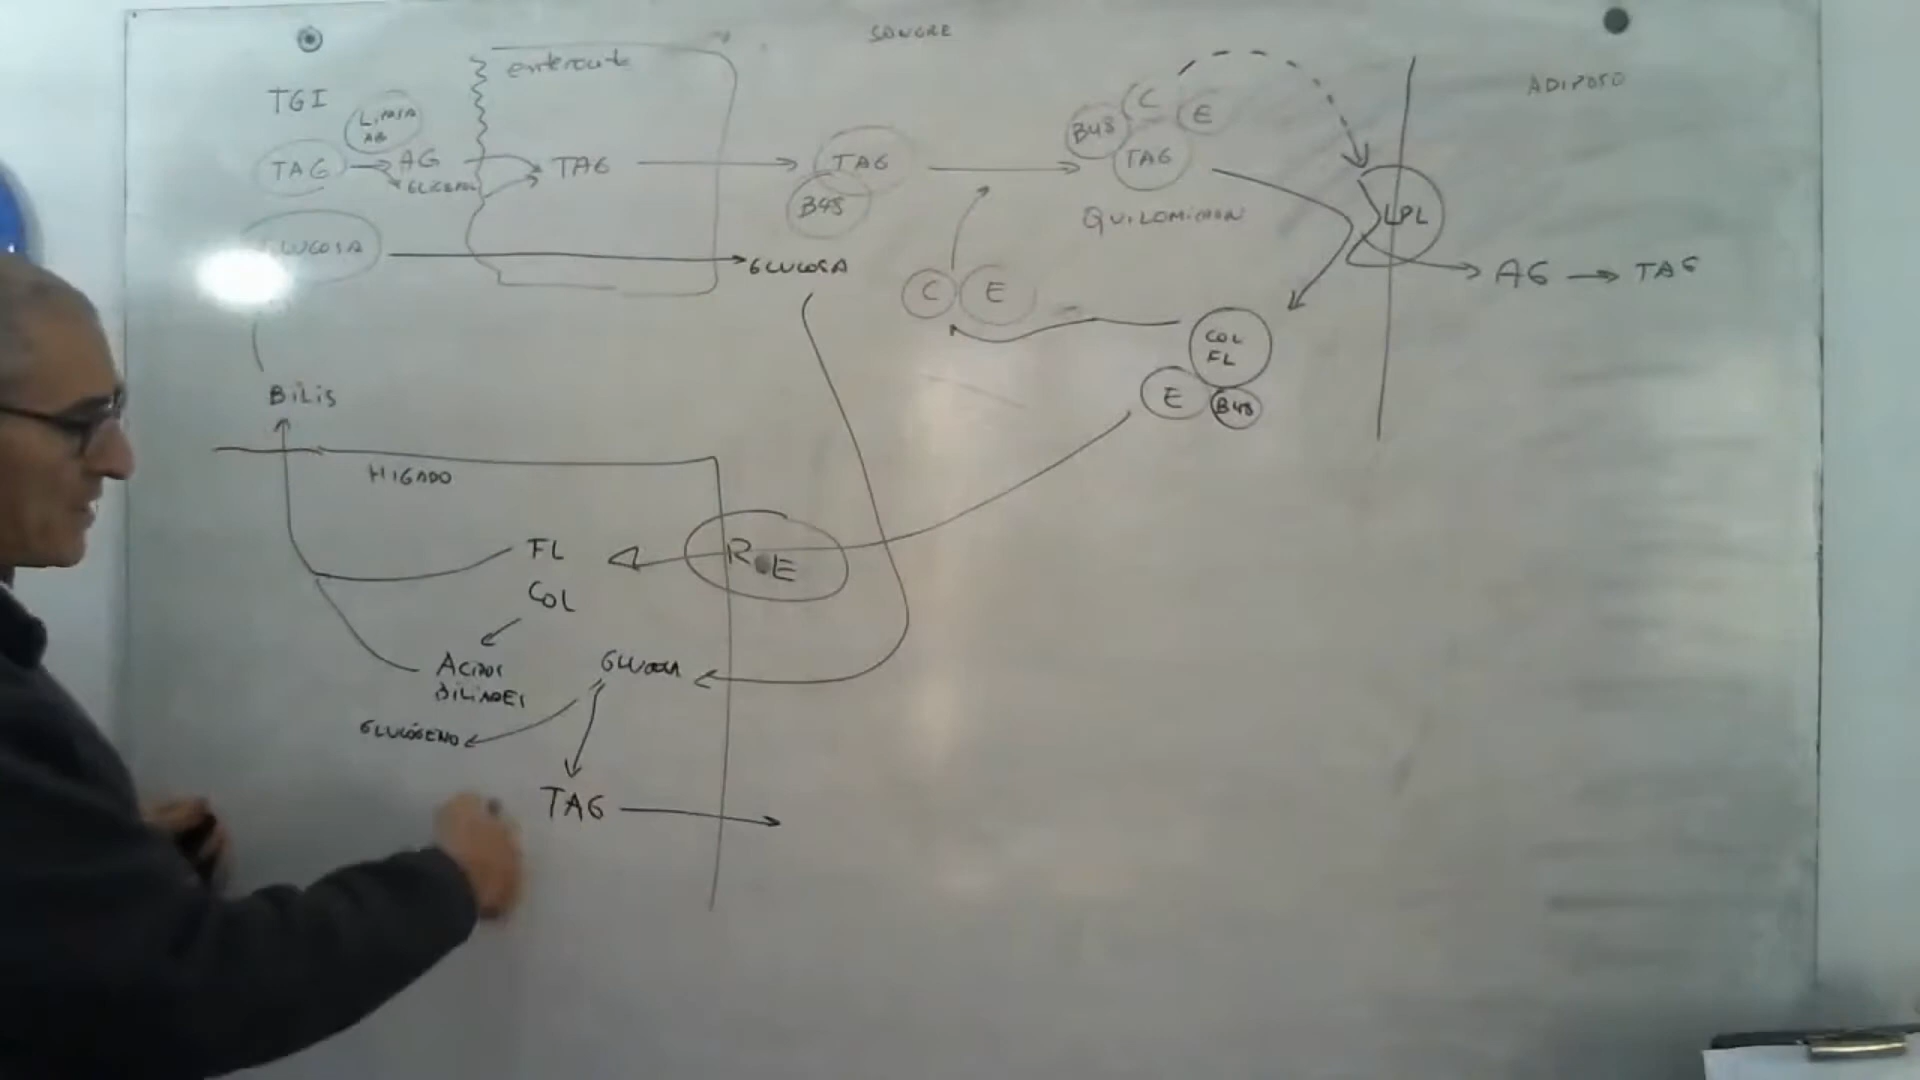 SANGRE
enterocito
ADIPOSO
TGI
LIPASA
AB
C
E
B48
TAG
AG
GLICEROL
TAG
TAG
B48
TAG
QUILOMICRON
LPL
GLUCOSA
GLUCOSA
AG
TAG
C
E
COL
FL
E
B48
BILIS
HIGADO
FL
R E
COL
GLUCOSA
ACIDOS
BILIARES
GLUCÓGENO
TAG